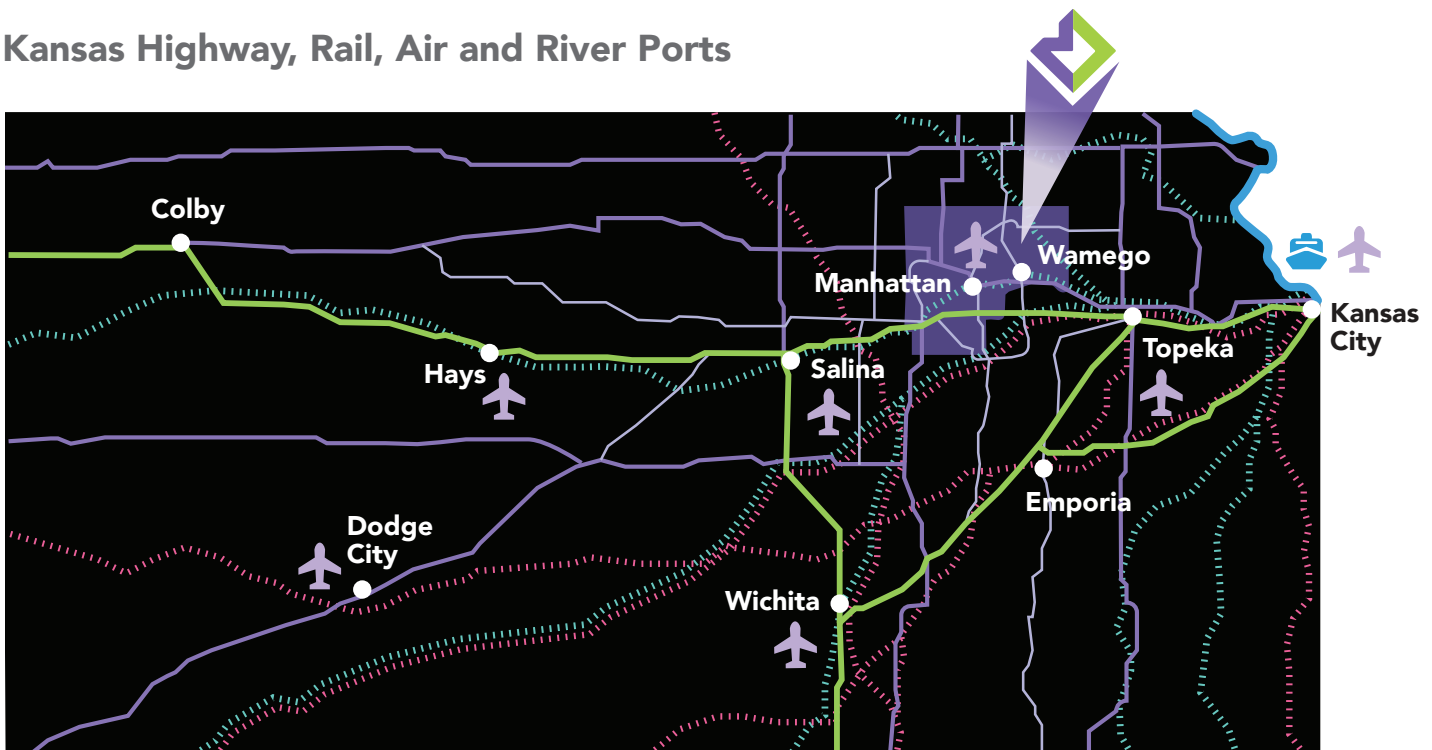 Kansas Highway, Rail, Air and River Ports
Colby
Wamego
Manhattan
Kansas
City
Topeka
Salina
Hays
Emporia
Dodge
City
Wichita